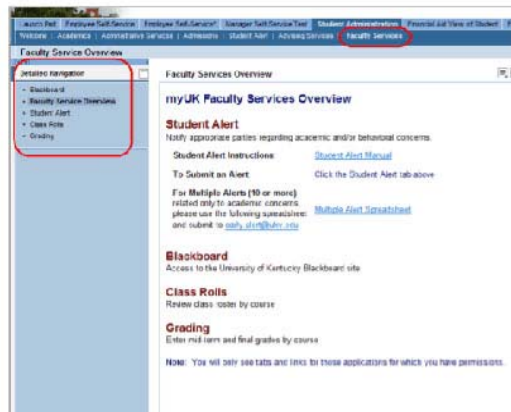 Launch Pad Employee Self-Service Employee Self-Service* Manager Self-Service Test Student Administration Financial Aid View of Student
Welcome | Academics | Administrative Services | Admissions | Student Alert | Advising Services | Faculty Services
Faculty Service Overview
Detailed Navigation
Faculty Services Overview
• Blackboard
• Faculty Service Overview
• Student Alert
• Class Rolls
• Grading
myUK Faculty Services Overview
Student Alert
Notify appropriate parties regarding academic and/or behavioral concerns.
Student Alert Instructions Student Alert Manual
To Submit an Alert Click the Student Alert tab above
For Multiple Alerts (10 or more)
related only to academic concerns
please use the following spreadsheet Multiple Alert Spreadsheet
and submit to
Blackboard
Access to the University of Kentucky Blackboard site
Class Rolls
Review class roster by course
Grading
Enter mid-term and final grades by course
Note: You will only see tabs and links for those applications for which you have permissions.